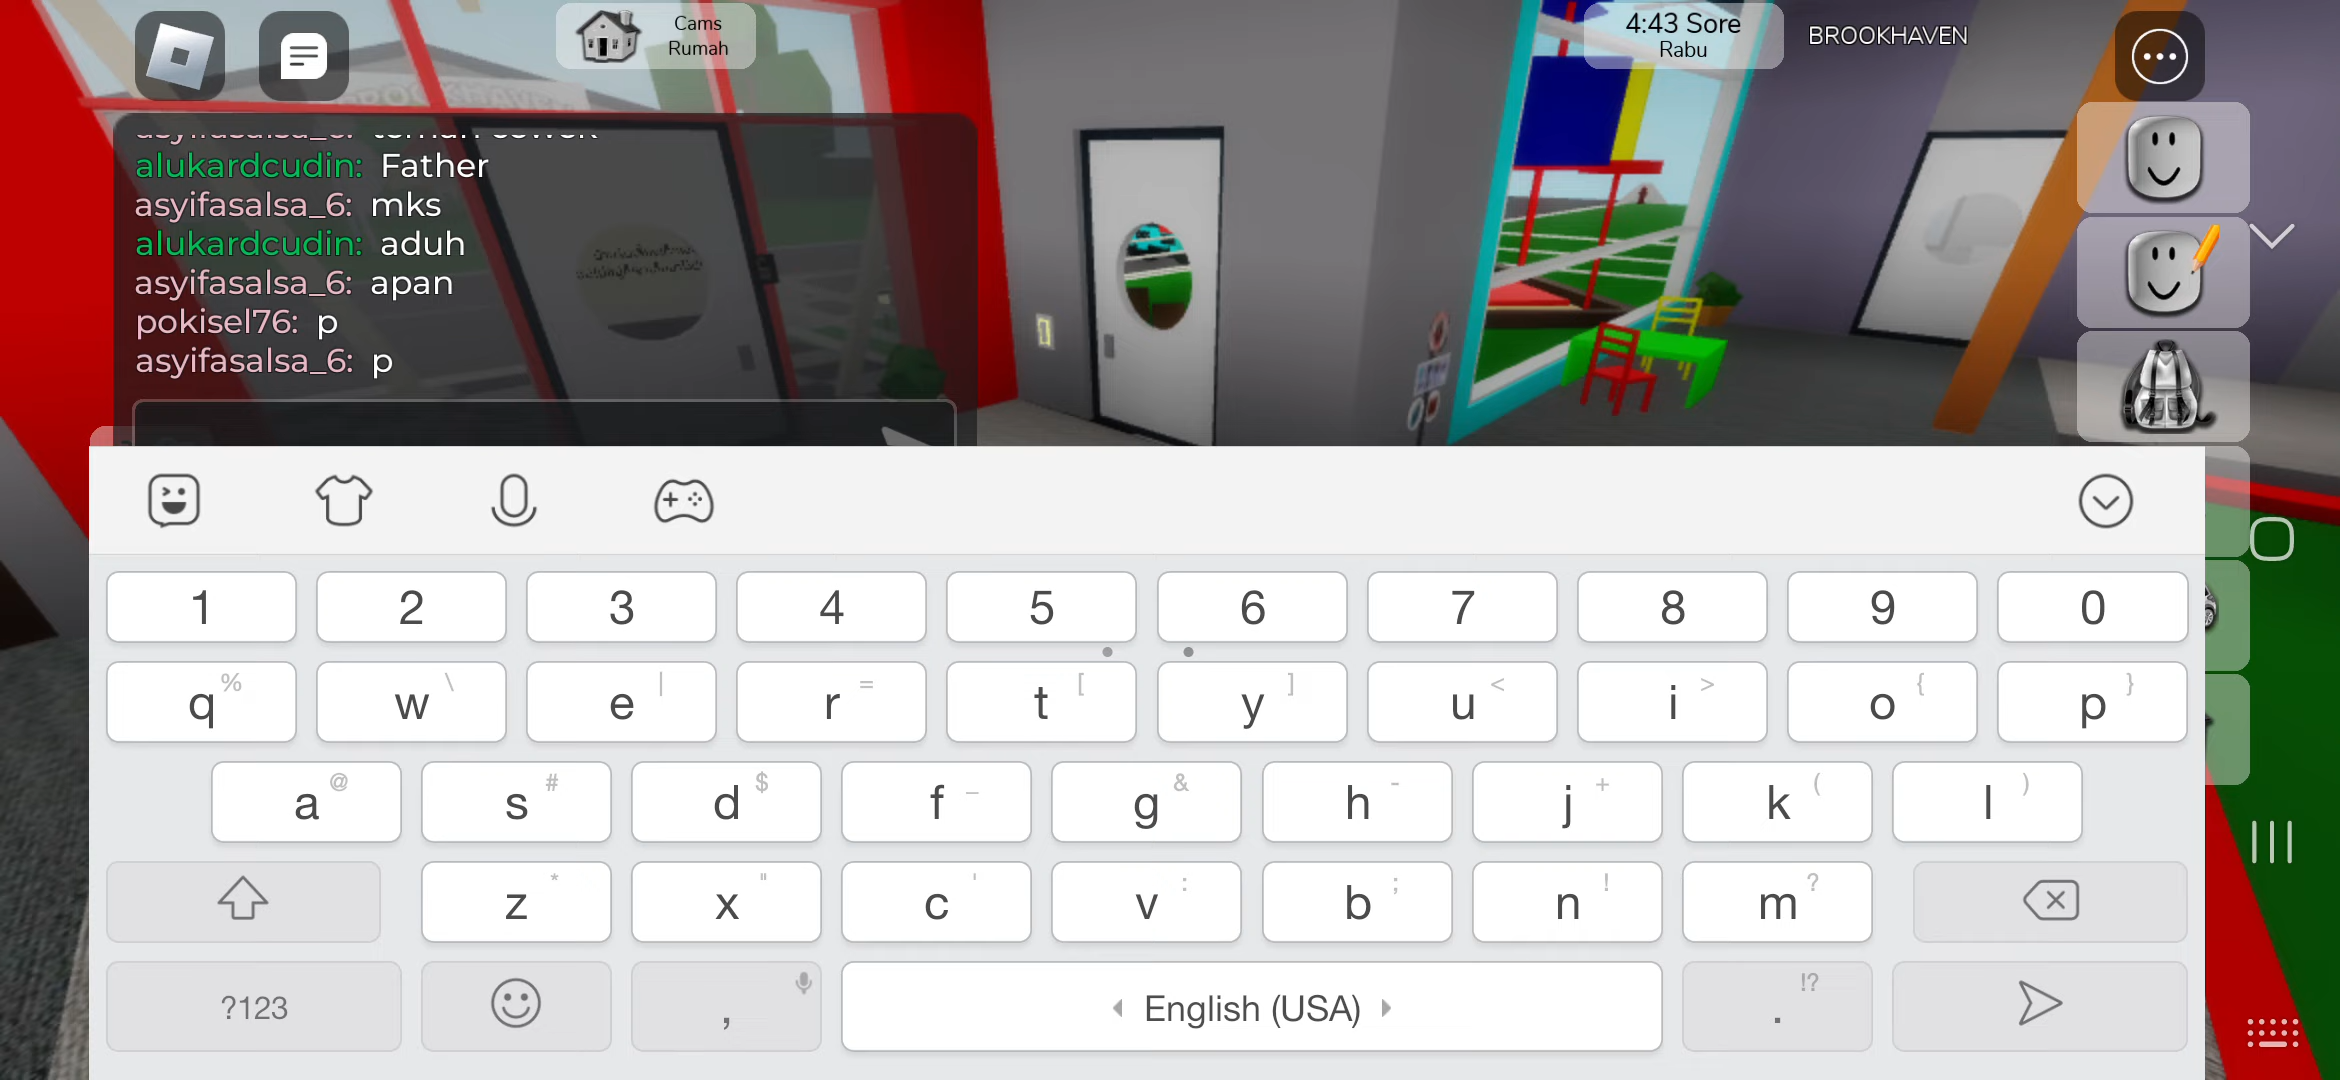 Cams
Rumah
4:43 Sore
Rabu
BROOKHAVEN
alukardcudin: Father
asyifasalsa_6: mks
alukardcudin: aduh
asyifasalsa_6: apan
pokisel76: p
asyifasalsa_6: p
1 2 3 4 5 6 7 8 9 0
q % w \ e | r = t [ y ] u < i > o { p }
a @ s # d $ f _ g & h - j + k ( l )
z * x " c ' v : b ; n ! m ?
?123 , English (USA) . !?